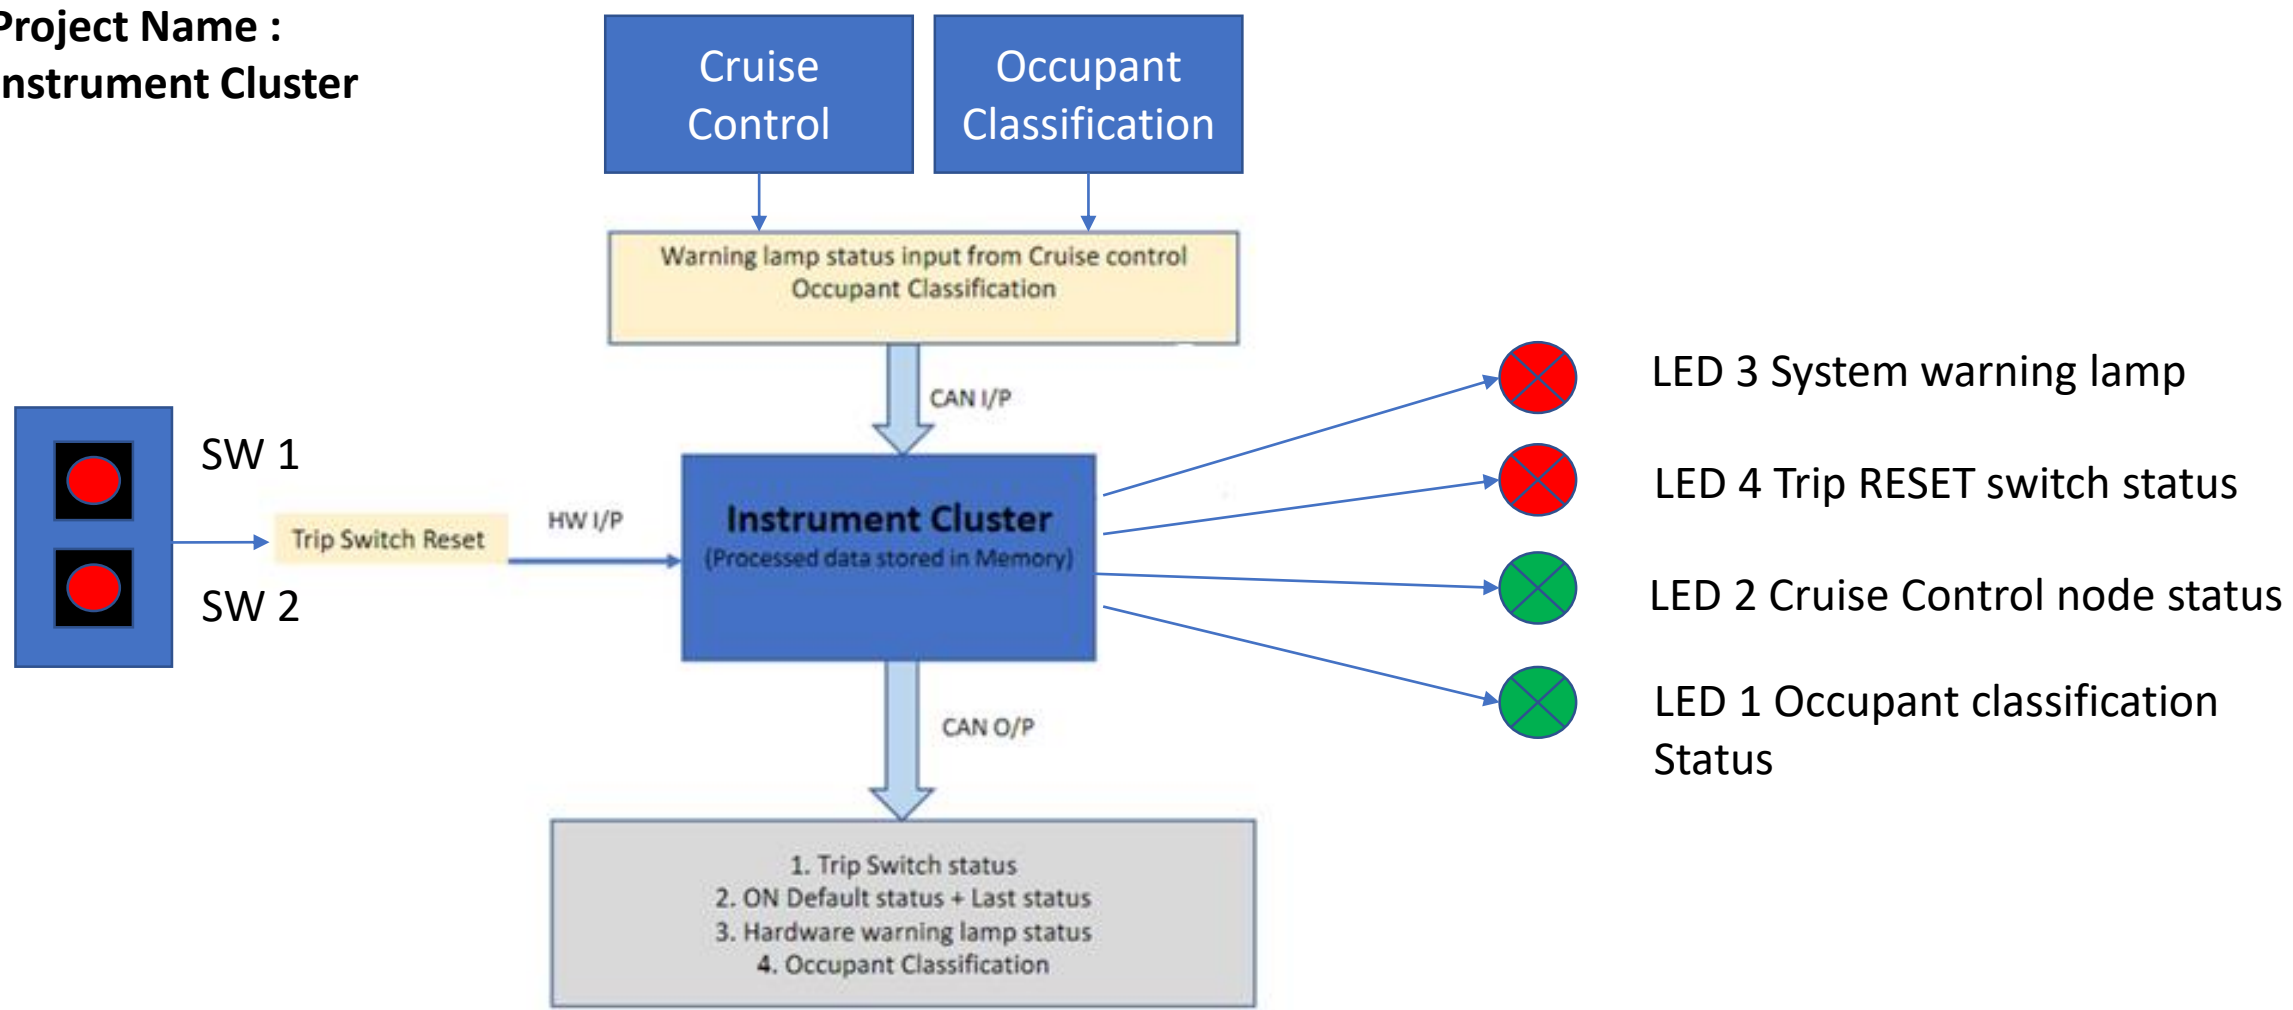 Project Name :
Instrument Cluster
Cruise
Control
Occupant
Classification
Warning lamp status input from Cruise control
Occupant Classification
CAN I/P
SW 1
SW 2
Trip Switch Reset
HW I/P
Instrument Cluster
(Processed data stored in Memory)
LED 3 System warning lamp
LED 4 Trip RESET switch status
LED 2 Cruise Control node status
LED 1 Occupant classification
Status
CAN O/P
1. Trip Switch status
2. ON Default status + Last status
3. Hardware warning lamp status
4. Occupant Classification